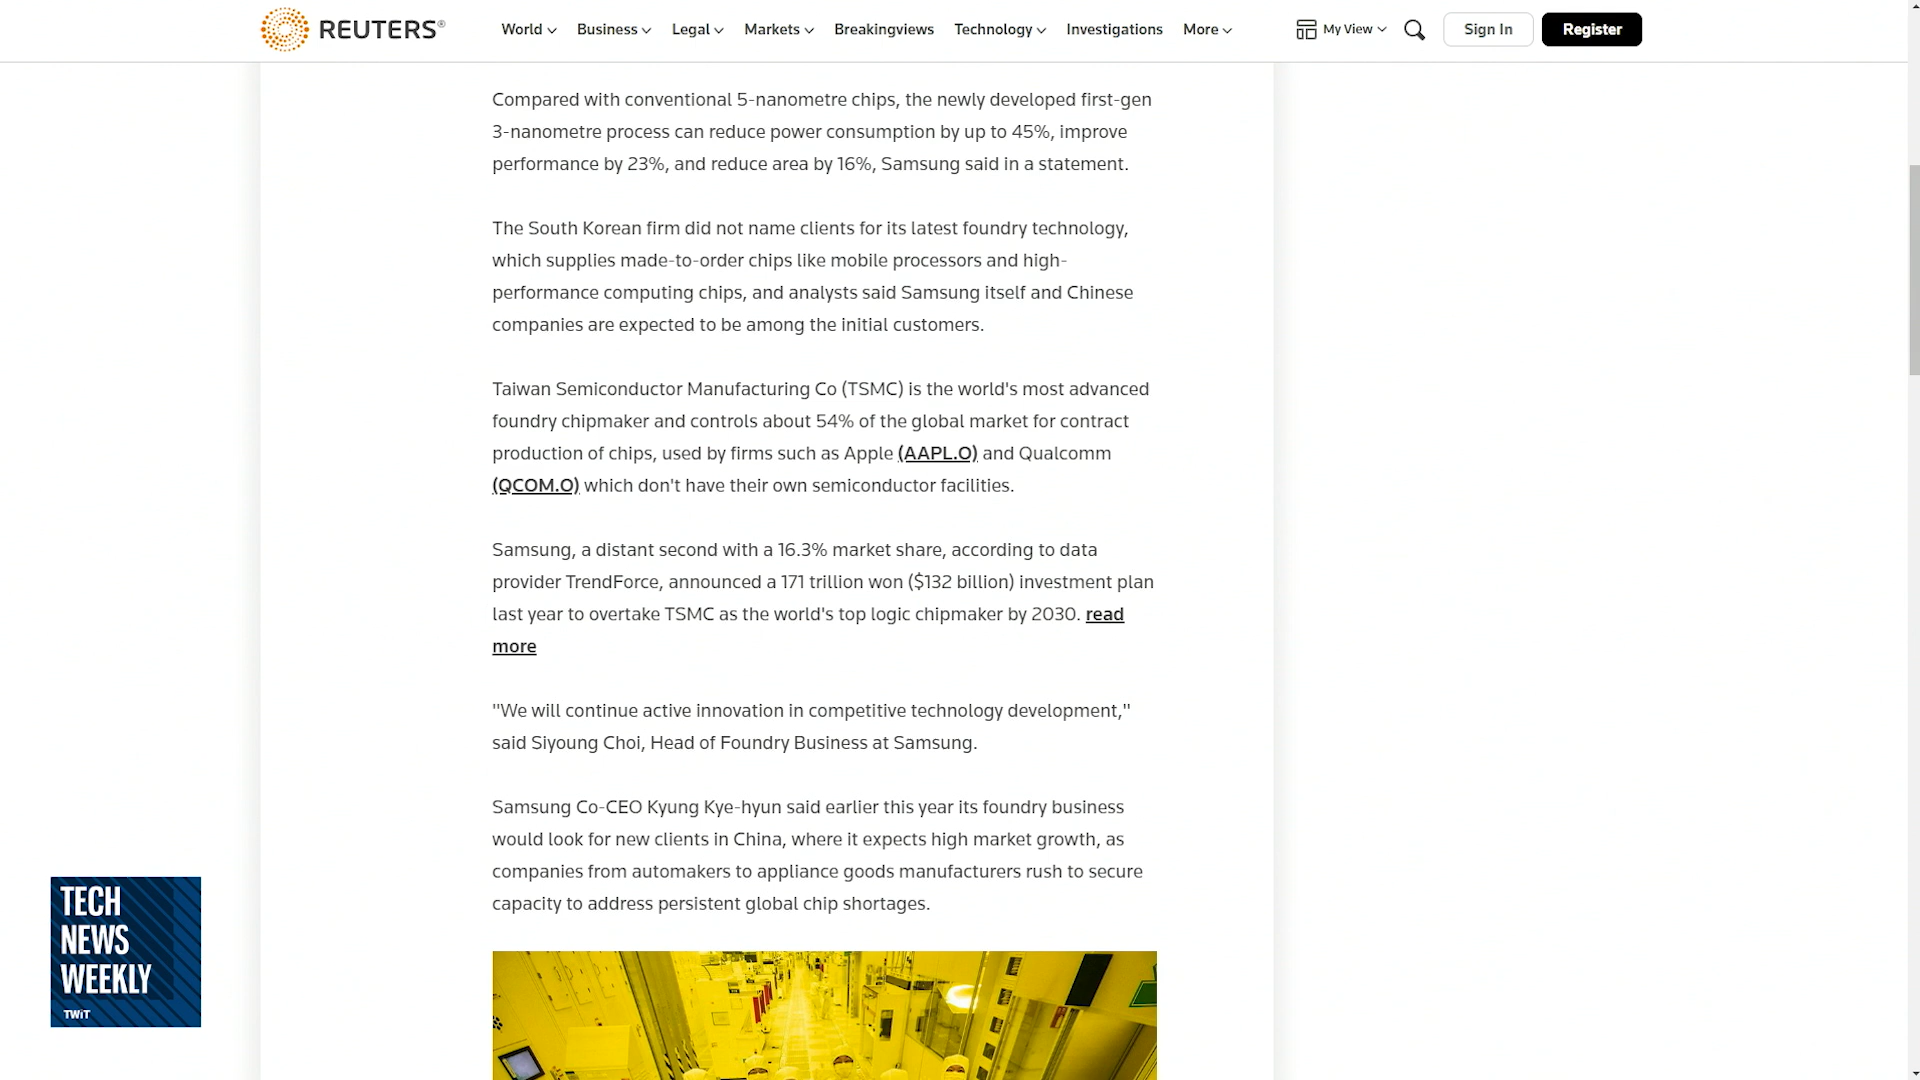 REUTERS®
World
Business
Legal
Markets
Breakingviews
Technology
Investigations
More
My View
Sign In
Register
Compared with conventional 5-nanometre chips, the newly developed first-gen
3-nanometre process can reduce power consumption by up to 45%, improve
performance by 23%, and reduce area by 16%, Samsung said in a statement.
The South Korean firm did not name clients for its latest foundry technology,
which supplies made-to-order chips like mobile processors and high-
performance computing chips, and analysts said Samsung itself and Chinese
companies are expected to be among the initial customers.
Taiwan Semiconductor Manufacturing Co (TSMC) is the world's most advanced
foundry chipmaker and controls about 54% of the global market for contract
production of chips, used by firms such as Apple (AAPL.O) and Qualcomm
(QCOM.O) which don't have their own semiconductor facilities.
Samsung, a distant second with a 16.3% market share, according to data
provider TrendForce, announced a 171 trillion won ($132 billion) investment plan
last year to overtake TSMC as the world's top logic chipmaker by 2030. read
more
"We will continue active innovation in competitive technology development,"
said Siyoung Choi, Head of Foundry Business at Samsung.
Samsung Co-CEO Kyung Kye-hyun said earlier this year its foundry business
would look for new clients in China, where it expects high market growth, as
companies from automakers to appliance goods manufacturers rush to secure
capacity to address persistent global chip shortages.
TECH
NEWS
WEEKLY
TWiT